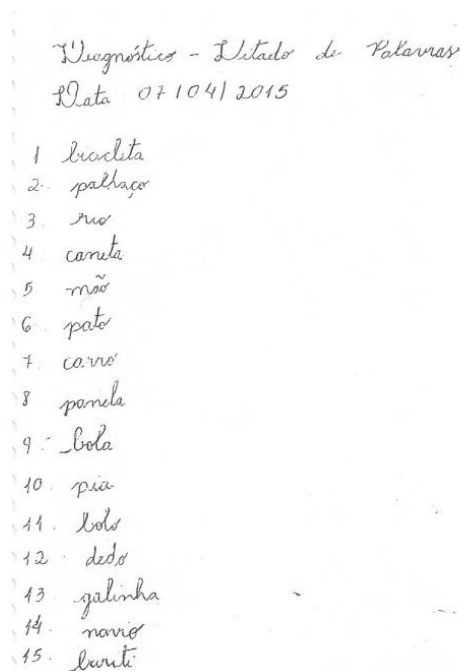 Diagnóstico - Ditado de Palavras
Data 07/04/2015
1 bicicleta
2. palhaço
3. rio
4 caneta
5 mão
6. pato
7. carro
8 panela
9. bola
10. pia
11. bolo
12. dedo
13 galinha
14. navio
15. buriti